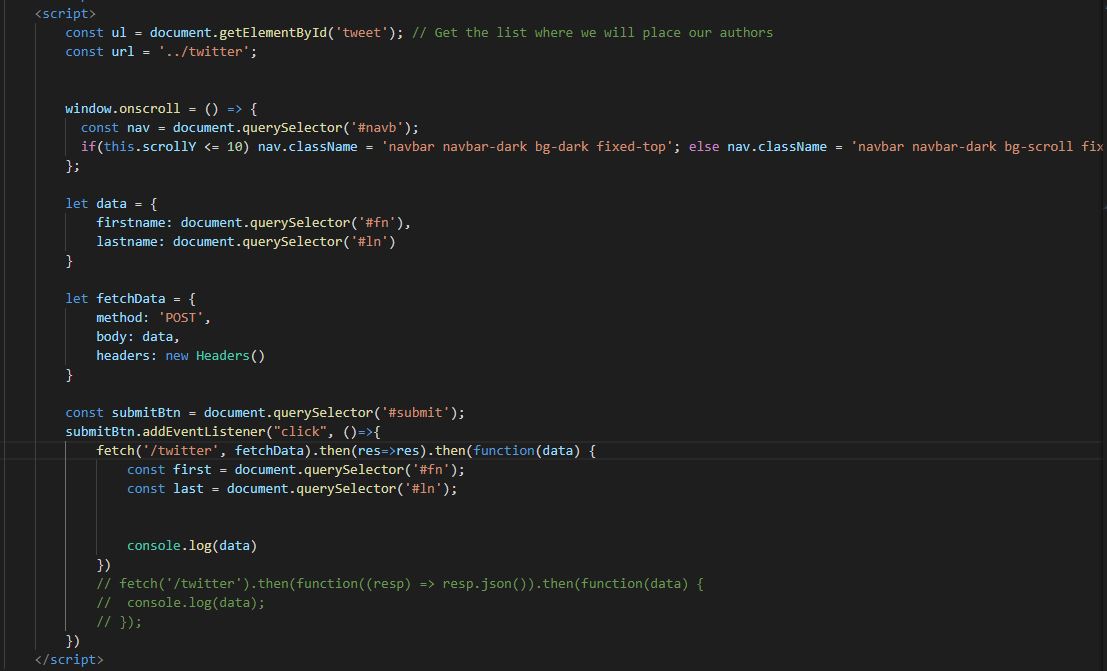 <script>
const ul = document.getElementById('tweet'); // Get the list where we will place our authors
const url = '../twitter';
window.onscroll = () => {
const nav = document.querySelector('#navb');
if(this.scrollY <= 10) nav.className = 'navbar navbar-dark bg-dark fixed-top'; else nav.className = 'navbar navbar-dark bg-scroll fix
};
let data = {
firstname: document.querySelector('#fn'),
lastname: document.querySelector('#ln')
}
let fetchData = {
method: 'POST',
body: data,
headers: new Headers()
}
const submitBtn = document.querySelector('#submit');
submitBtn.addEventListener("click", ()=>{
fetch('/twitter', fetchData).then(res=>res).then(function(data) {
const first = document.querySelector('#fn');
const last = document.querySelector('#ln');
console.log(data)
})
// fetch('/twitter').then(function((resp) => resp.json()).then(function(data) {
//  console.log(data);
// });
})
</script>